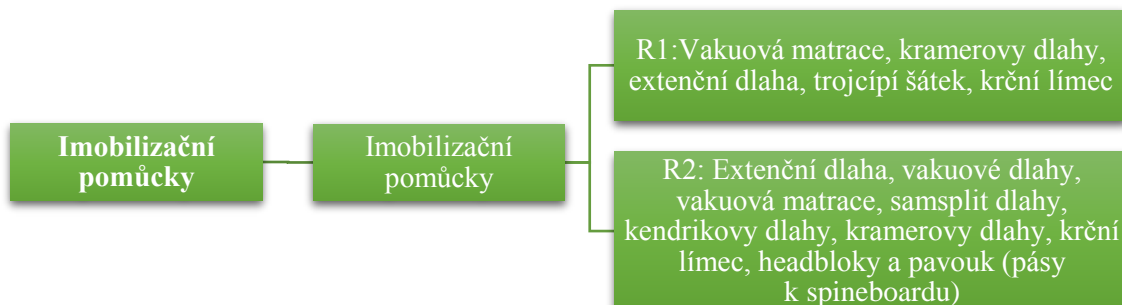 Imobilizační
pomůcky
Imobilizační
pomůcky
R1:Vakuová matrace, kramerovy dlahy,
extenční dlaha, trojcípí šátek, krční límec
R2: Extenční dlaha, vakuové dlahy,
vakuová matrace, samsplit dlahy,
kendrikovy dlahy, kramerovy dlahy, krční
límec, headbloky a pavouk (pásy
k spineboardu)